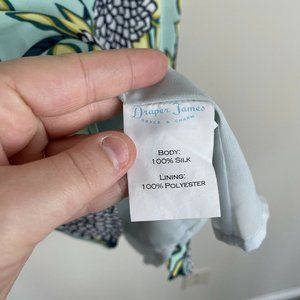 Draper James
GRACE & CHARM
BODY:
100% SILK
LINING:
100% POLYESTER